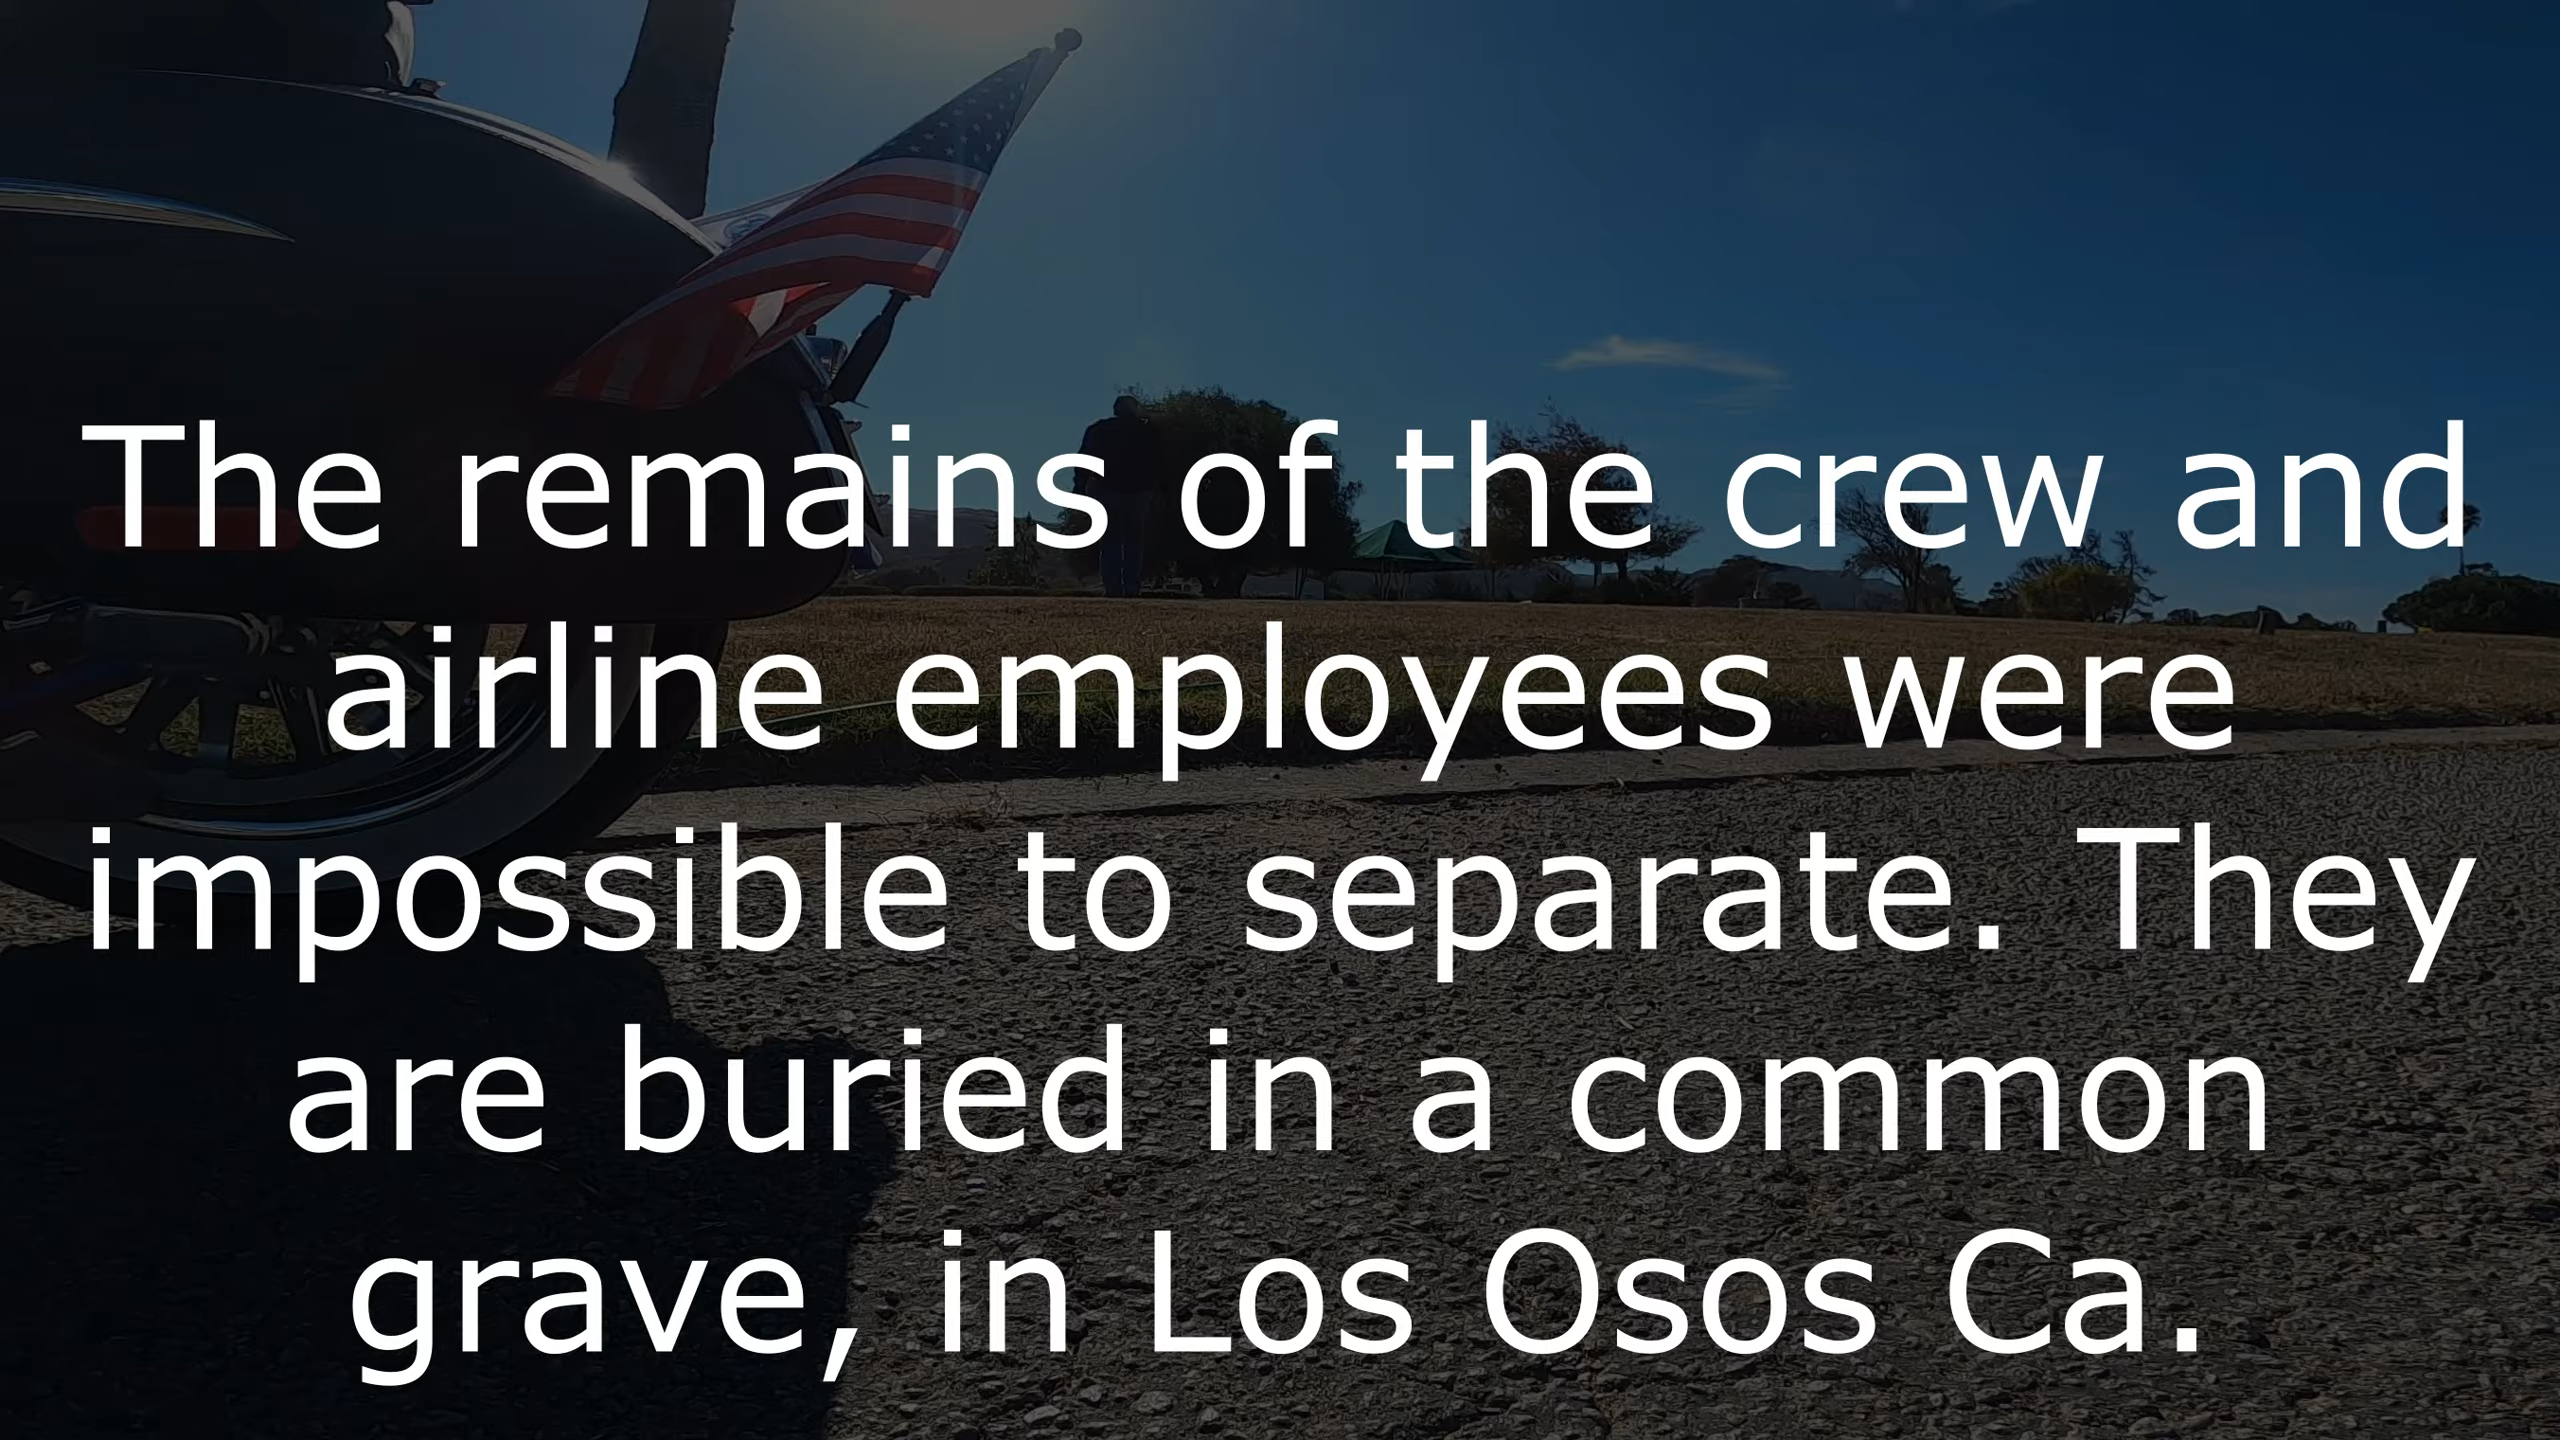 The remains of the crew and
airline employees were
impossible to separate. They
are buried in a common
grave, in Los Osos Ca.